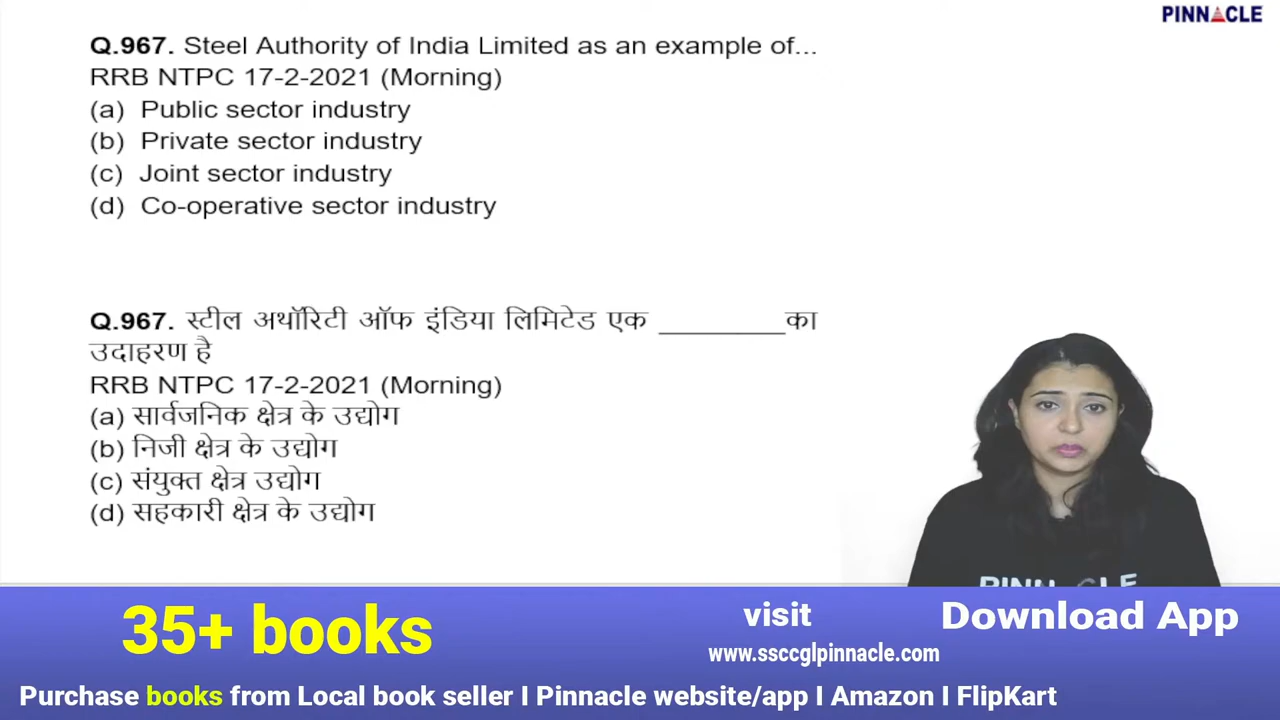 PINNACLE
Q.967. Steel Authority of India Limited as an example of...
RRB NTPC 17-2-2021 (Morning)
(a) Public sector industry
(b) Private sector industry
(c) Joint sector industry
(d) Co-operative sector industry
Q.967. स्टील अथॉरिटी ऑफ इंडिया लिमिटेड एक _________का
उदाहरण है
RRB NTPC 17-2-2021 (Morning)
(a) सार्वजनिक क्षेत्र के उद्योग
(b) निजी क्षेत्र के उद्योग
(c) संयुक्त क्षेत्र उद्योग
(d) सहकारी क्षेत्र के उद्योग
PINNACLE
35+ books
visit
www.ssccglpinnacle.com
Download App
Purchase books from Local book seller I Pinnacle website/app I Amazon I FlipKart